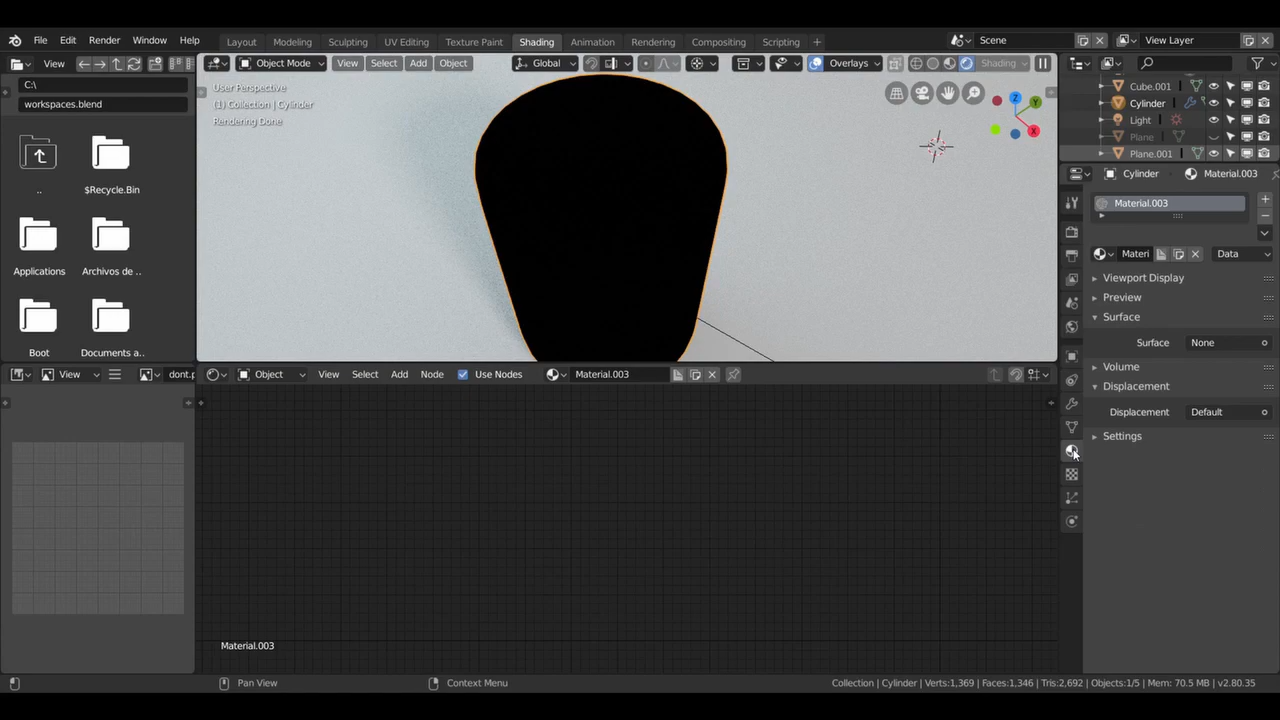 File Edit Render Window Help Layout Modeling Sculpting UV Editing Texture Paint Shading Animation Rendering Compositing Scripting + Scene View Layer
View
C:\
workspaces.blend
..
$Recycle.Bin
Applications
Archivos de ..
Boot
Documents a..
Object Mode View Select Add Object Global Overlays Shading
User Perspective
(1) Collection | Cylinder
Rendering Done
Z
Y
X
Cube.001
Cylinder
Light
Plane
Plane.001
Cylinder Material.003
Material.003
Materi Data
Viewport Display
Preview
Surface
Surface None
Volume
Displacement
Displacement Default
Settings
View dont.p
Object View Select Add Node Use Nodes Material.003
Material.003
Pan View Context Menu Collection | Cylinder | Verts:1,369 | Faces:1,346 | Tris:2,692 | Objects:1/5 | Mem: 70.5 MB | v2.80.35